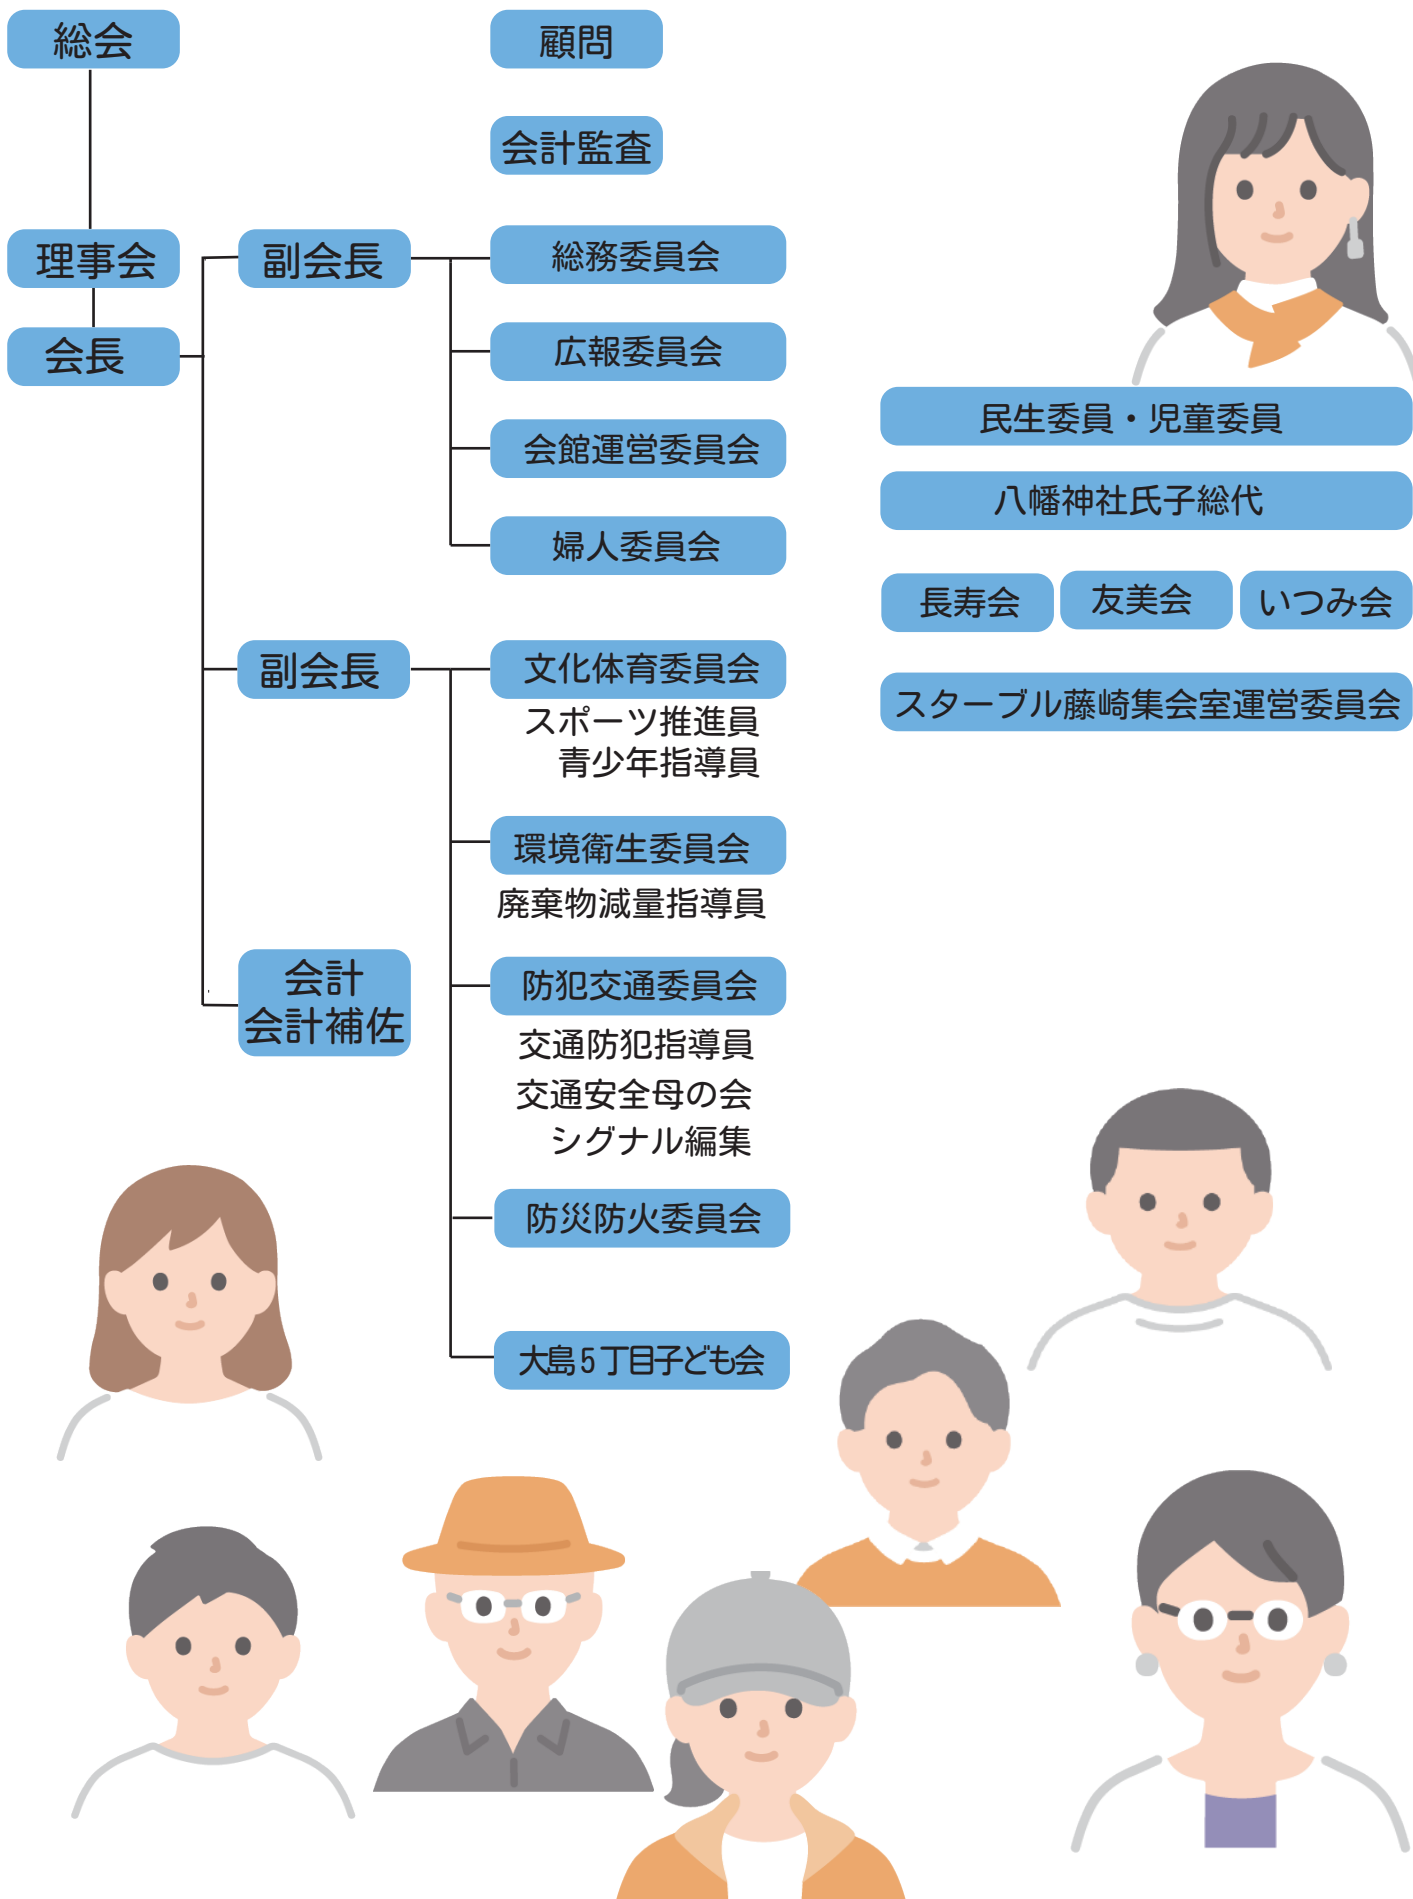 総会
顧問
会計監査
理事会
会長
副会長
総務委員会
広報委員会
会館運営委員会
婦人委員会
副会長
文化体育委員会
スポーツ推進員
青少年指導員
環境衛生委員会
廃棄物減量指導員
防犯交通委員会
交通防犯指導員
交通安全母の会
シグナル編集
防災防火委員会
大島5丁目子ども会
会計
会計補佐
民生委員・児童委員
八幡神社氏子総代
長寿会
友美会
いつみ会
スターブル藤崎集会室運営委員会